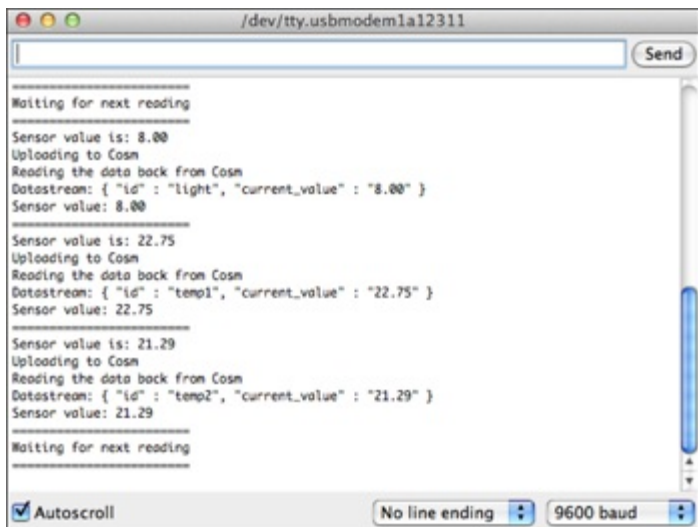 /dev/tty.usbmodem1a12311
Send
========================
Waiting for next reading
========================
Sensor value is: 8.00
Uploading to Cosm
Reading the data back from Cosm
Datastream: { "id" : "light", "current_value" : "8.00" }
Sensor value: 8.00
========================
Sensor value is: 22.75
Uploading to Cosm
Reading the data back from Cosm
Datastream: { "id" : "temp1", "current_value" : "22.75" }
Sensor value: 22.75
========================
Sensor value is: 21.29
Uploading to Cosm
Reading the data back from Cosm
Datastream: { "id" : "temp2", "current_value" : "21.29" }
Sensor value: 21.29
========================
Waiting for next reading
========================
Autoscroll No line ending 9600 baud